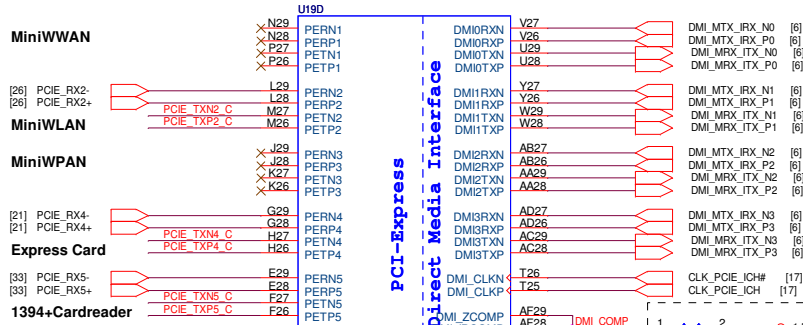 U19D
MiniWWAN
N29 PERN1 DMI0RXN V27 DMI_MTX_IRX_N0 [6]
N28 PERP1 DMI0RXP V26 DMI_MTX_IRX_P0 [6]
P27 PETN1 DMI0TXN U29 DMI_MRX_ITX_N0 [6]
P26 PETP1 DMI0TXP U28 DMI_MRX_ITX_P0 [6]
[26] PCIE_RX2- L29 PERN2 DMI1RXN Y27 DMI_MTX_IRX_N1 [6]
[26] PCIE_RX2+ L28 PERP2 DMI1RXP Y26 DMI_MTX_IRX_P1 [6]
PCIE_TXN2_C M27 PETN2 DMI1TXN W29 DMI_MRX_ITX_N1 [6]
MiniWLAN PCIE_TXP2_C M26 PETP2 DMI1TXP W28 DMI_MRX_ITX_P1 [6]
MiniWPAN
J29 PERN3 DMI2RXN AB27 DMI_MTX_IRX_N2 [6]
J28 PERP3 DMI2RXP AB26 DMI_MTX_IRX_P2 [6]
K27 PETN3 DMI2TXN AA29 DMI_MRX_ITX_N2 [6]
K26 PETP3 DMI2TXP AA28 DMI_MRX_ITX_P2 [6]
PCI-Express
Direct Media Interface
[21] PCIE_RX4- G29 PERN4 DMI3RXN AD27 DMI_MTX_IRX_N3 [6]
[21] PCIE_RX4+ G28 PERP4 DMI3RXP AD26 DMI_MTX_IRX_P3 [6]
PCIE_TXN4_C H27 PETN4 DMI3TXN AC29 DMI_MRX_ITX_N3 [6]
Express Card PCIE_TXP4_C H26 PETP4 DMI3TXP AC28 DMI_MRX_ITX_P3 [6]
[33] PCIE_RX5- E29 PERN5 DMI_CLKN T26 CLK_PCIE_ICH# [17]
[33] PCIE_RX5+ E28 PERP5 DMI_CLKP T25 CLK_PCIE_ICH [17]
PCIE_TXN5_C F27 PETN5
1394+Cardreader PCIE_TXP5_C F26 PETP5 DMI_ZCOMP AF29
AF28 DMI_COMP 1 2